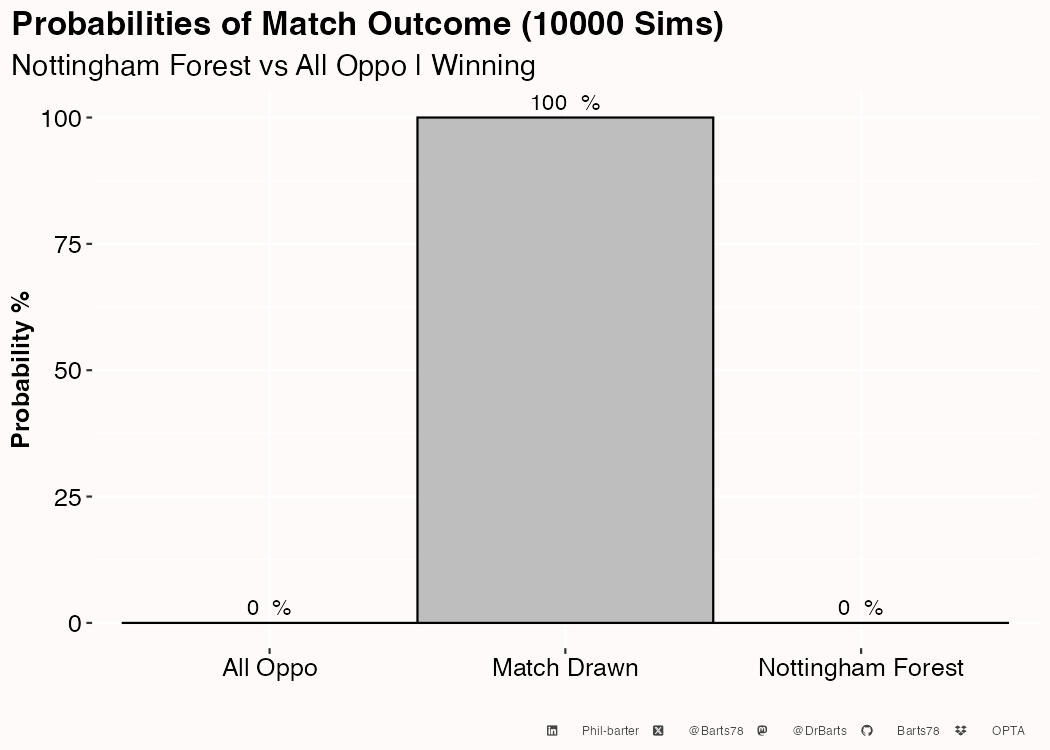 Probabilities of Match Outcome (10000 Sims)
Nottingham Forest vs All Oppo | Winning
Probability %
100
75
50
25
0
0 %
100 %
0 %
All Oppo
Match Drawn
Nottingham Forest
Phil-barter @Barts78 @DrBarts Barts78 OPTA